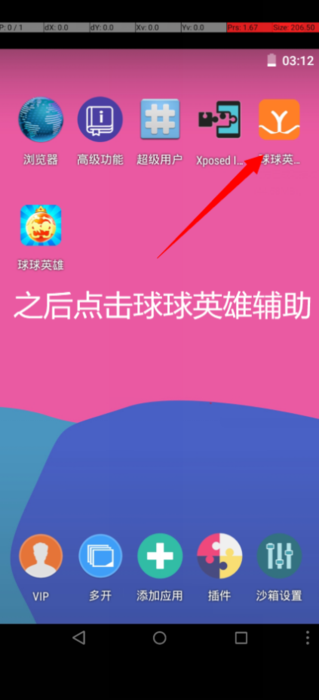 P: 0 / 1
dX: 0.0
dY: 0.0
Xv: 0.0
Yv: 0.0
Prs: 1.67
Size: 206.50
03:12
浏览器
高级功能
超级用户
Xposed I...
球球英...
球球英雄
之后点击球球英雄辅助
VIP
多开
添加应用
插件
沙箱设置